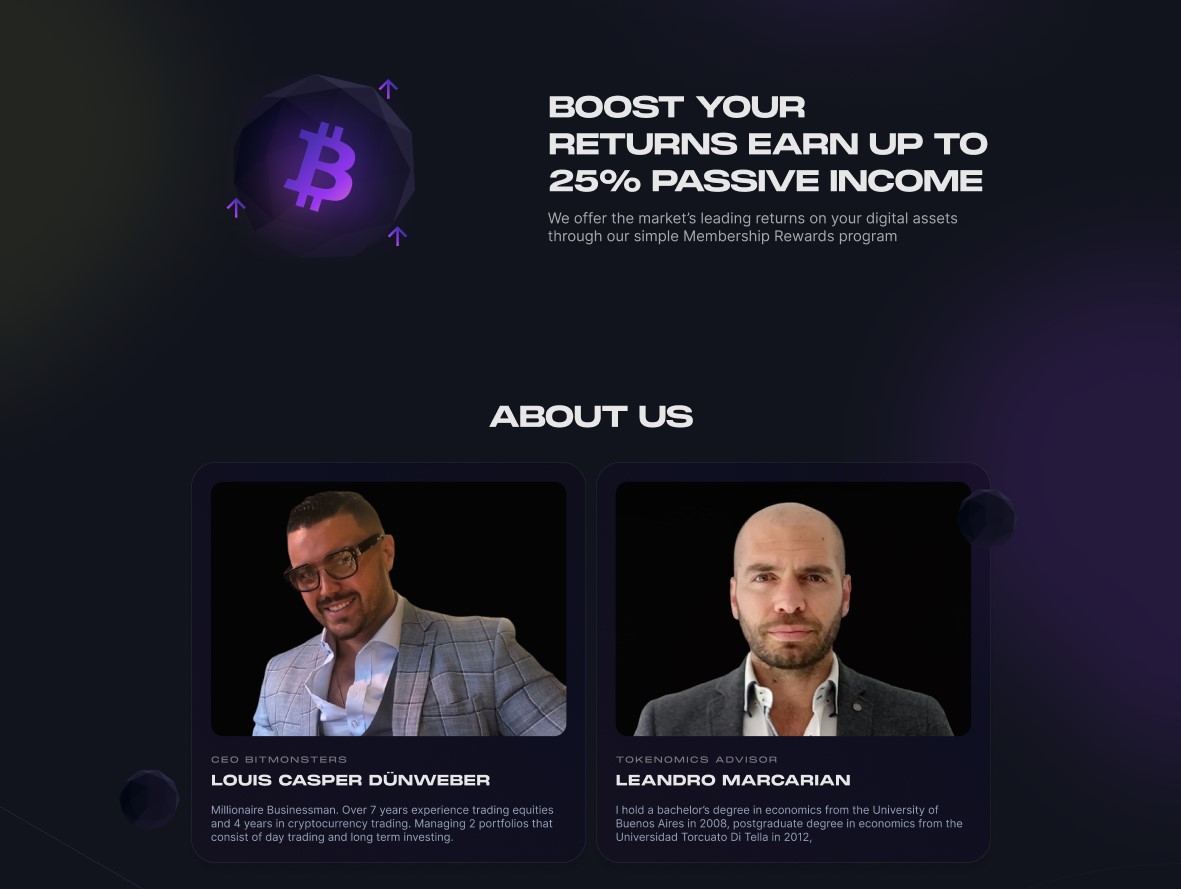 BOOST YOUR
RETURNS EARN UP TO
25% PASSIVE INCOME
We offer the market's leading returns on your digital assets
through our simple Membership Rewards program
ABOUT US
CEO BITMONSTERS
LOUIS CASPER DÜNWEBER
Millionaire Businessman. Over 7 years experience trading equities
and 4 years in cryptocurrency trading. Managing 2 portfolios that
consist of day trading and long term investing.
TOKENOMICS ADVISOR
LEANDRO MARCARIAN
I hold a bachelor's degree in economics from the University of
Buenos Aires in 2008, postgraduate degree in economics from the
Universidad Torcuato Di Tella in 2012,